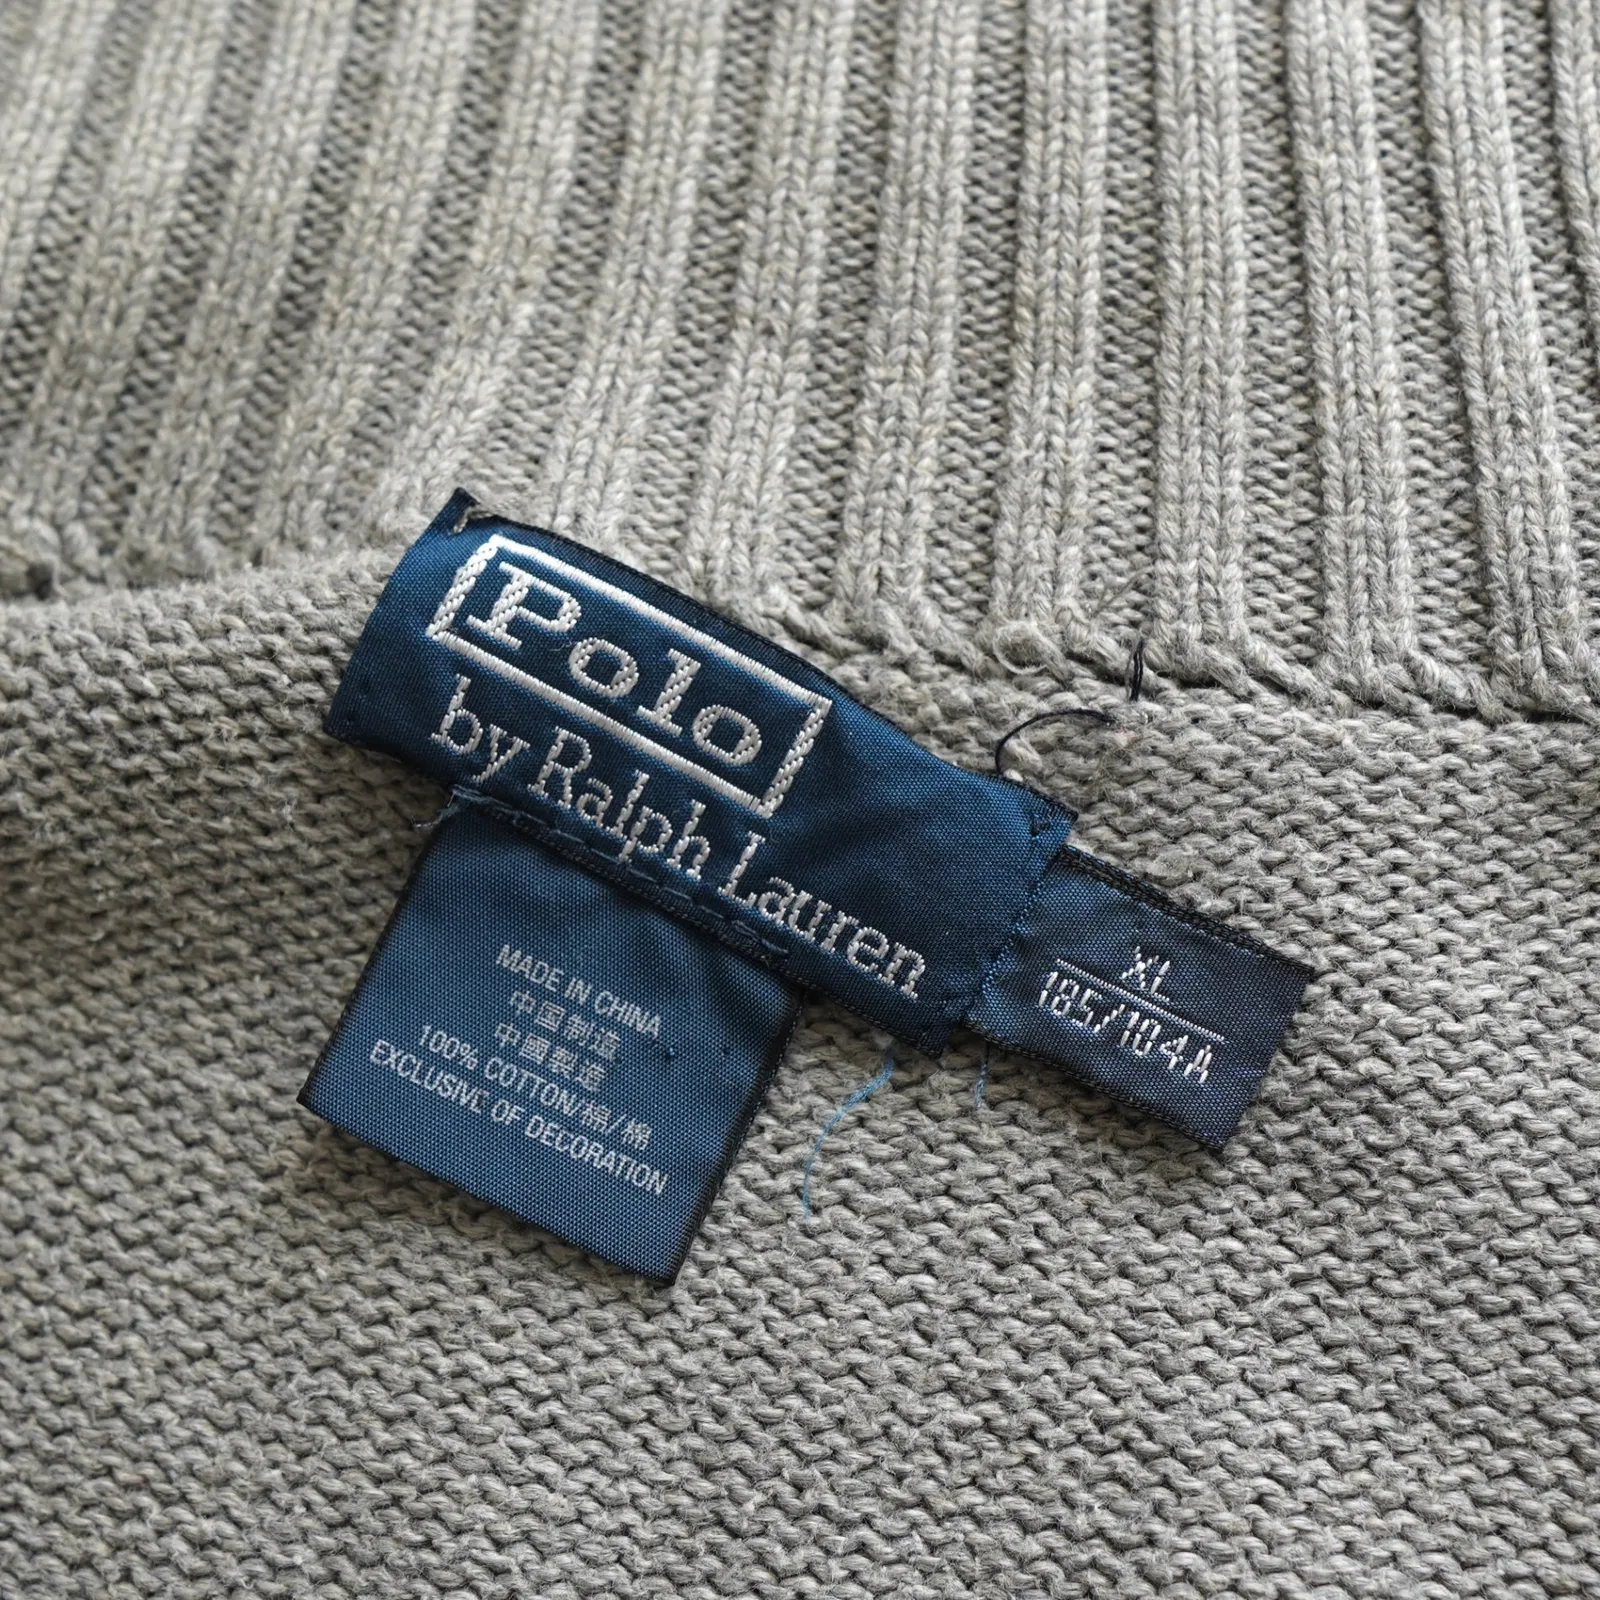 Polo
by Ralph Lauren
XL
185/104A
MADE IN CHINA
中国制造
中國製造
100% COTTON/棉/棉
EXCLUSIVE OF DECORATION